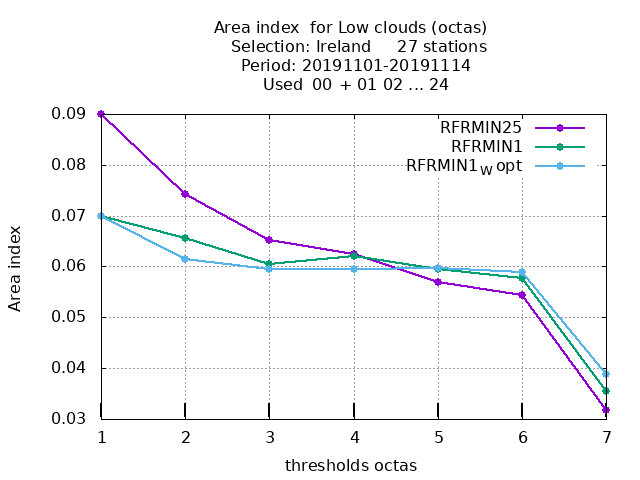 Area index  for Low clouds (octas)
Selection: Ireland     27 stations
Period: 20191101-20191114
Used  00  + 01 02 ... 24
RFRMIN25
RFRMIN1
RFRMIN1W opt
0.09
0.08
0.07
0.06
0.05
0.04
0.03
Area index
1 2 3 4 5 6 7
thresholds octas